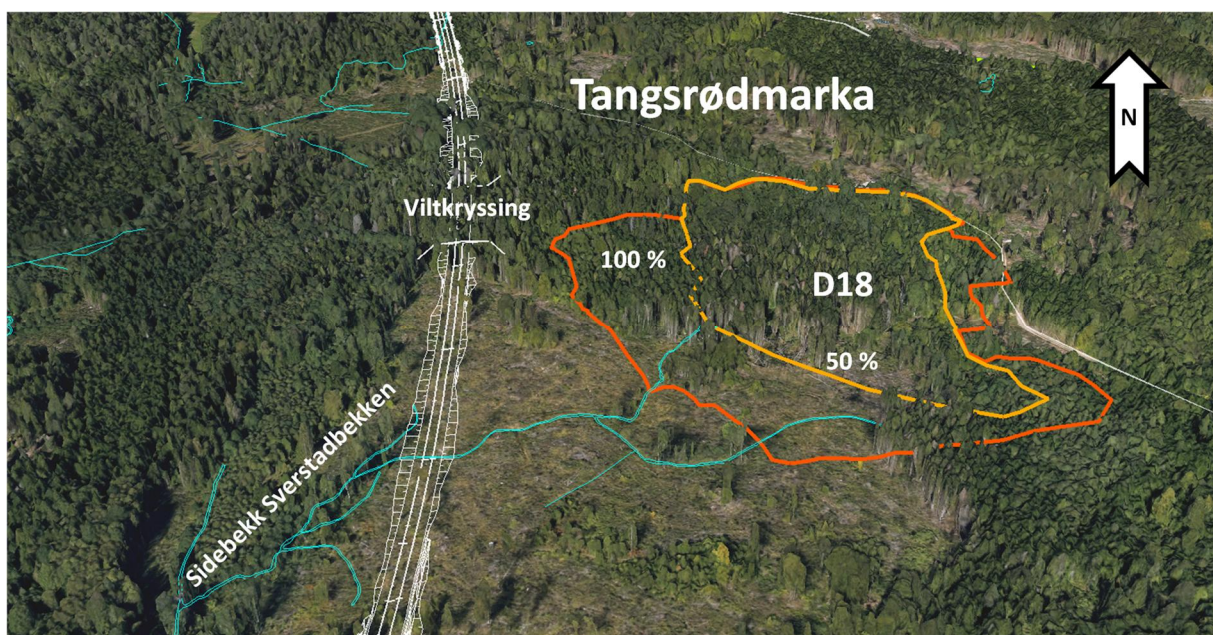 Tangsrødmarka
N
Viltkryssing
100 %
D18
50 %
Sidebekk Sverstadbekken